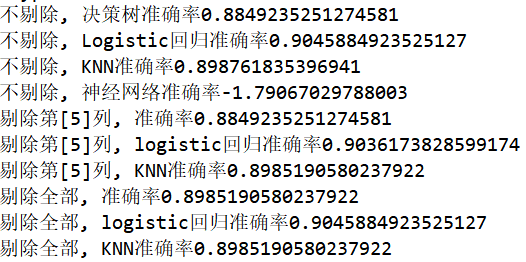 不剔除, 决策树准确率0.8849235251274581
不剔除, Logistic回归准确率0.9045884923525127
不剔除, KNN准确率0.898761835396941
不剔除, 神经网络准确率-1.79067029788003
剔除第[5]列, 准确率0.8849235251274581
剔除第[5]列, logistic回归准确率0.9036173828599174
剔除第[5]列, KNN准确率0.8985190580237922
剔除全部, 准确率0.8985190580237922
剔除全部, logistic回归准确率0.9045884923525127
剔除全部, KNN准确率0.8985190580237922